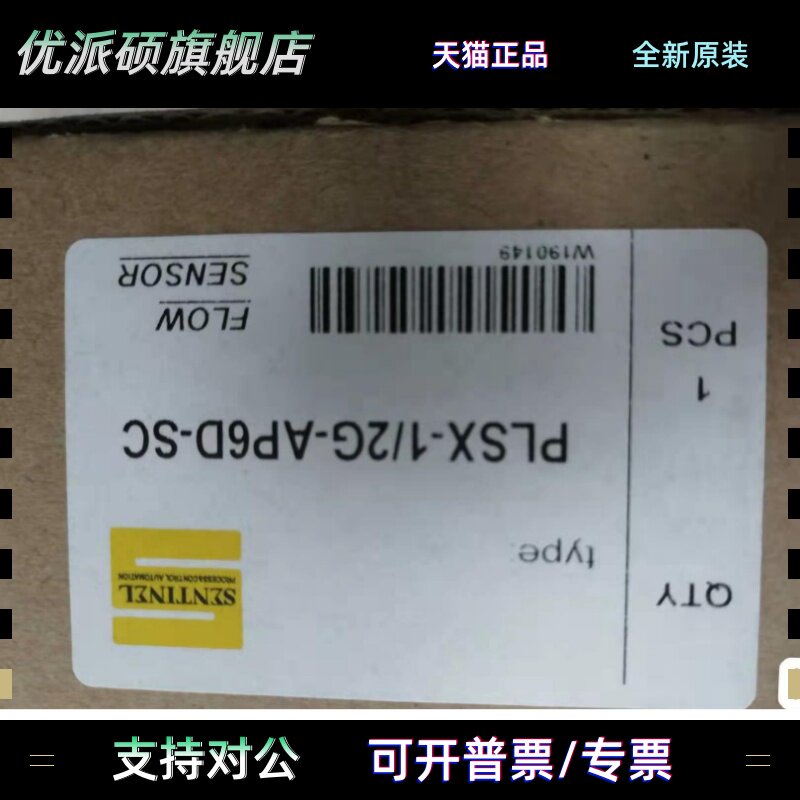 优派硕旗舰店
天猫正品
全新原装
SENTINEL
PROCESS&CONTROL AUTOMATION
type:
PLSX-1/2G-AP6D-SC
FLOW
SENSOR
W190149
QTY
1
PCS
支持对公
可开普票/专票